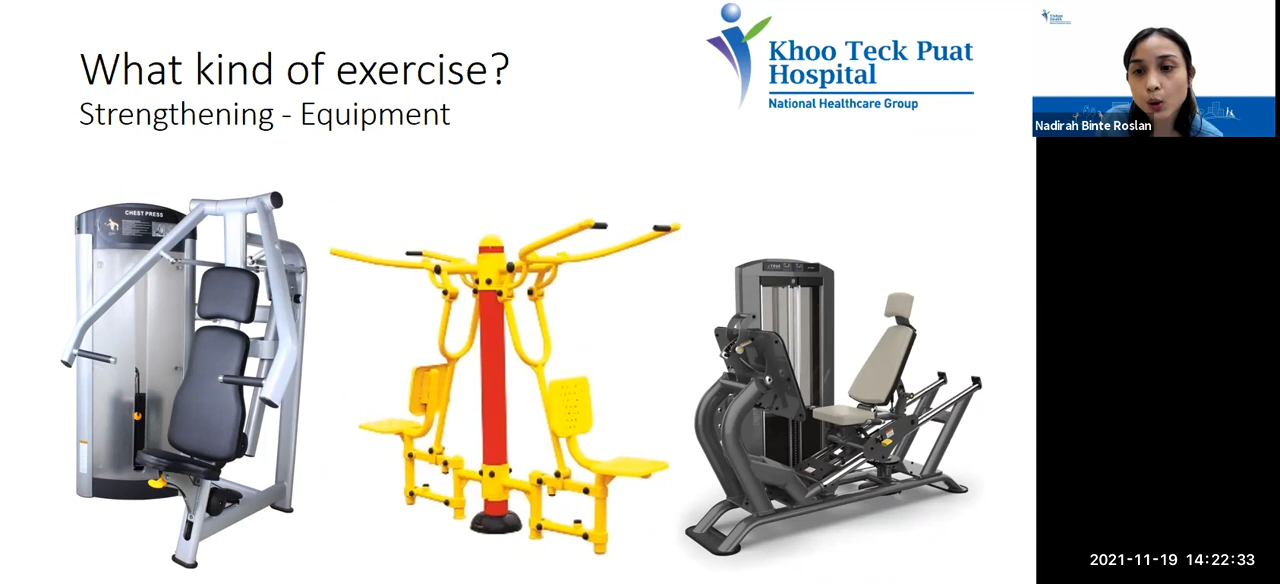 What kind of exercise?
Strengthening - Equipment
Khoo Teck Puat
Hospital
National Healthcare Group
Nadirah Binte Roslan
CHEST PRESS
2021-11-19 14:22:33